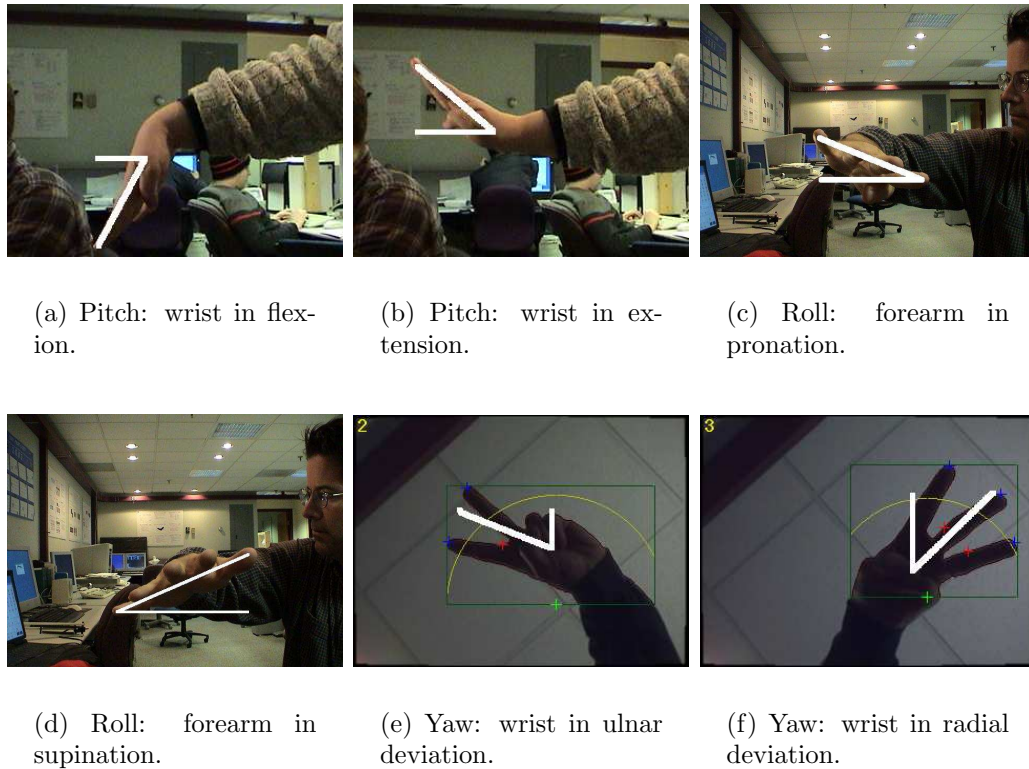 (a) Pitch: wrist in flex-
ion.
(b) Pitch: wrist in ex-
tension.
(c) Roll: forearm in
pronation.
2
3
(d) Roll: forearm in
supination.
(e) Yaw: wrist in ulnar
deviation.
(f) Yaw: wrist in radial
deviation.